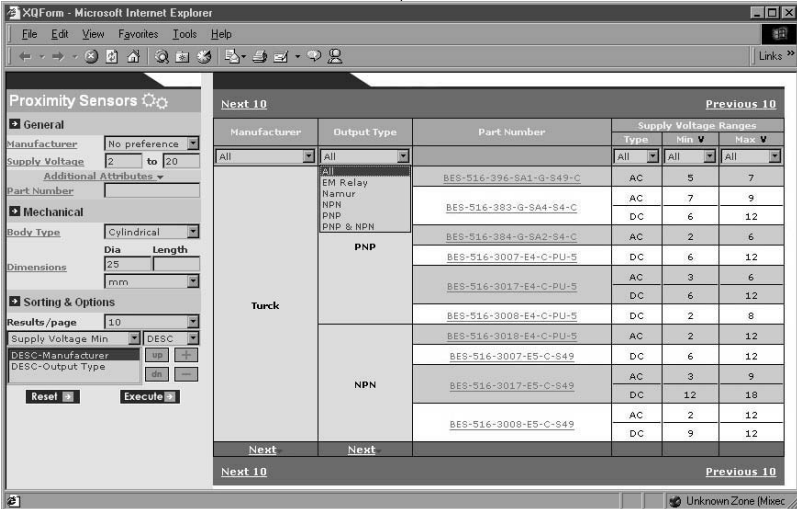 XQForm - Microsoft Internet Explorer
File Edit View Favorites Tools Help
Links »
Proximity Sensors
General
Manufacturer No preference
Supply Voltage 2 to 20
Additional Attributes
Part Number
Mechanical
Body Type Cylindrical
Dia Length
Dimensions 25
mm
Sorting & Options
Results/page 10
Supply Voltage Min DESC
DESC-Manufacturer up +
DESC-Output Type dn -
Reset Execute
Next 10 Previous 10
Manufacturer Output Type Part Number Supply Voltage Ranges
Type Min V Max V
All All All All All
All
EM Relay
Namur
NPN
PNP
PNP & NPN
Turck
PNP
BES-516-396-SA1-G-S49-C AC 5 7
BES-516-383-G-SA4-S4-C AC 7 9
DC 6 12
BES-516-384-G-SA2-S4-C AC 2 6
BES-516-3007-E4-C-PU-5 DC 6 12
BES-516-3017-E4-C-PU-5 AC 3 6
DC 6 12
BES-516-3008-E4-C-PU-5 DC 2 8
NPN
BES-516-3018-E4-C-PU-5 AC 2 12
BES-516-3007-E5-C-S49 DC 6 12
BES-516-3017-E5-C-S49 AC 3 9
DC 12 18
BES-516-3008-E5-C-S49 AC 2 12
DC 9 12
Next Next
Next 10 Previous 10
Unknown Zone (Mixec